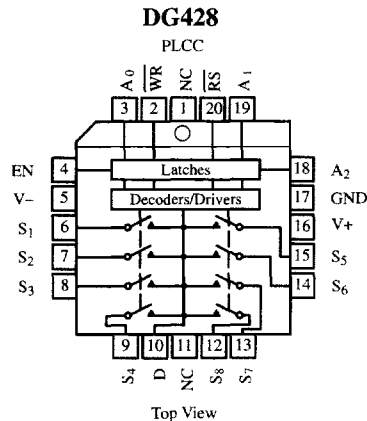 DG428
PLCC
A0 WR NC RS A1
3 2 1 20 19
EN 4 Latches 18 A2
V– 5 Decoders/Drivers 17 GND
S1 6 16 V+
S2 7 15 S5
S3 8 14 S6
9 10 11 12 13
S4 D NC S8 S7
Top View